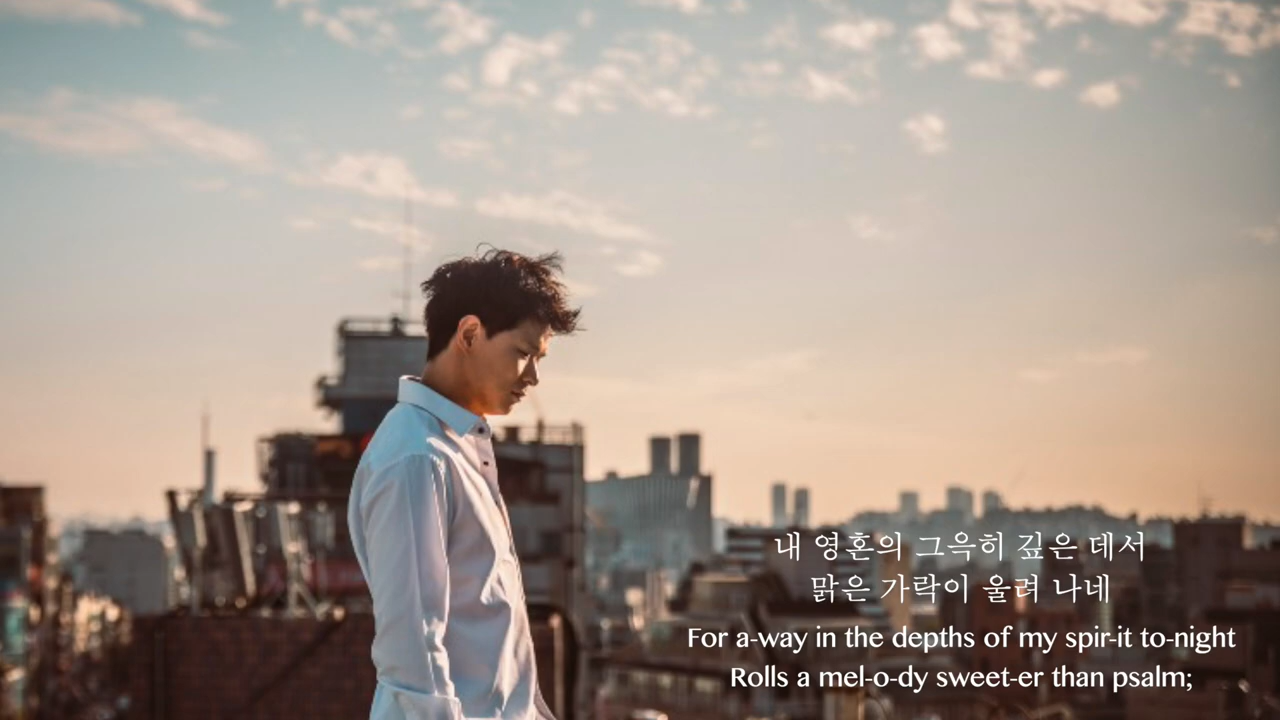 내 영혼의 그윽히 깊은 데서
맑은 가락이 울려 나네
For a-way in the depths of my spir-it to-night
Rolls a mel-o-dy sweet-er than psalm;